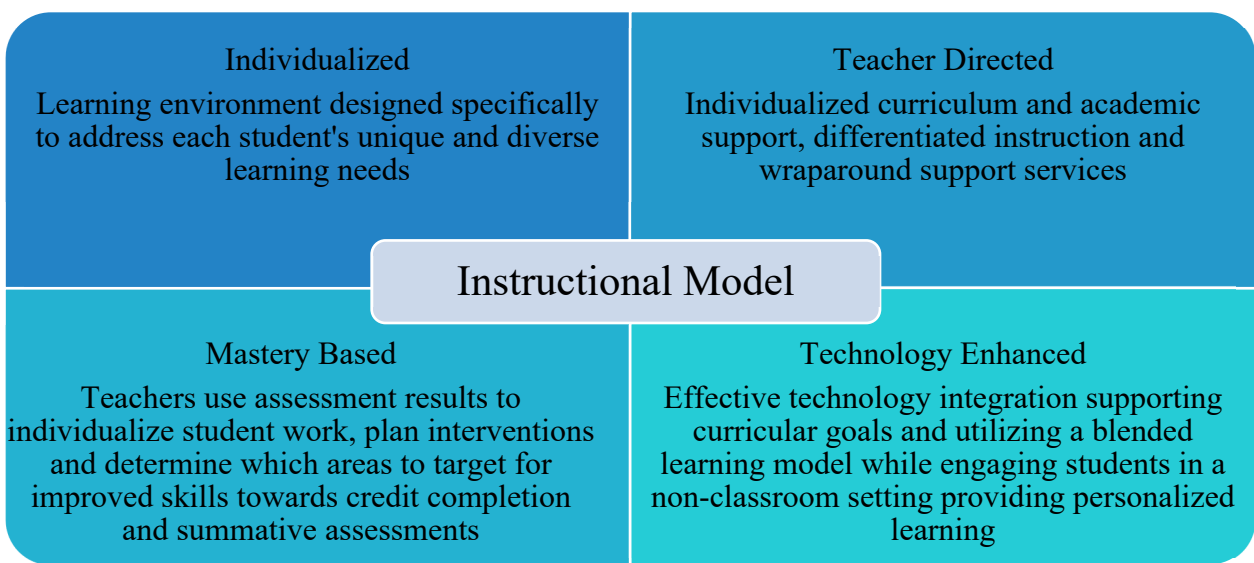 Individualized
Learning environment designed specifically
to address each student's unique and diverse
learning needs
Teacher Directed
Individualized curriculum and academic
support, differentiated instruction and
wraparound support services
Instructional Model
Mastery Based
Teachers use assessment results to
individualize student work, plan interventions
and determine which areas to target for
improved skills towards credit completion
and summative assessments
Technology Enhanced
Effective technology integration supporting
curricular goals and utilizing a blended
learning model while engaging students in a
non-classroom setting providing personalized
learning